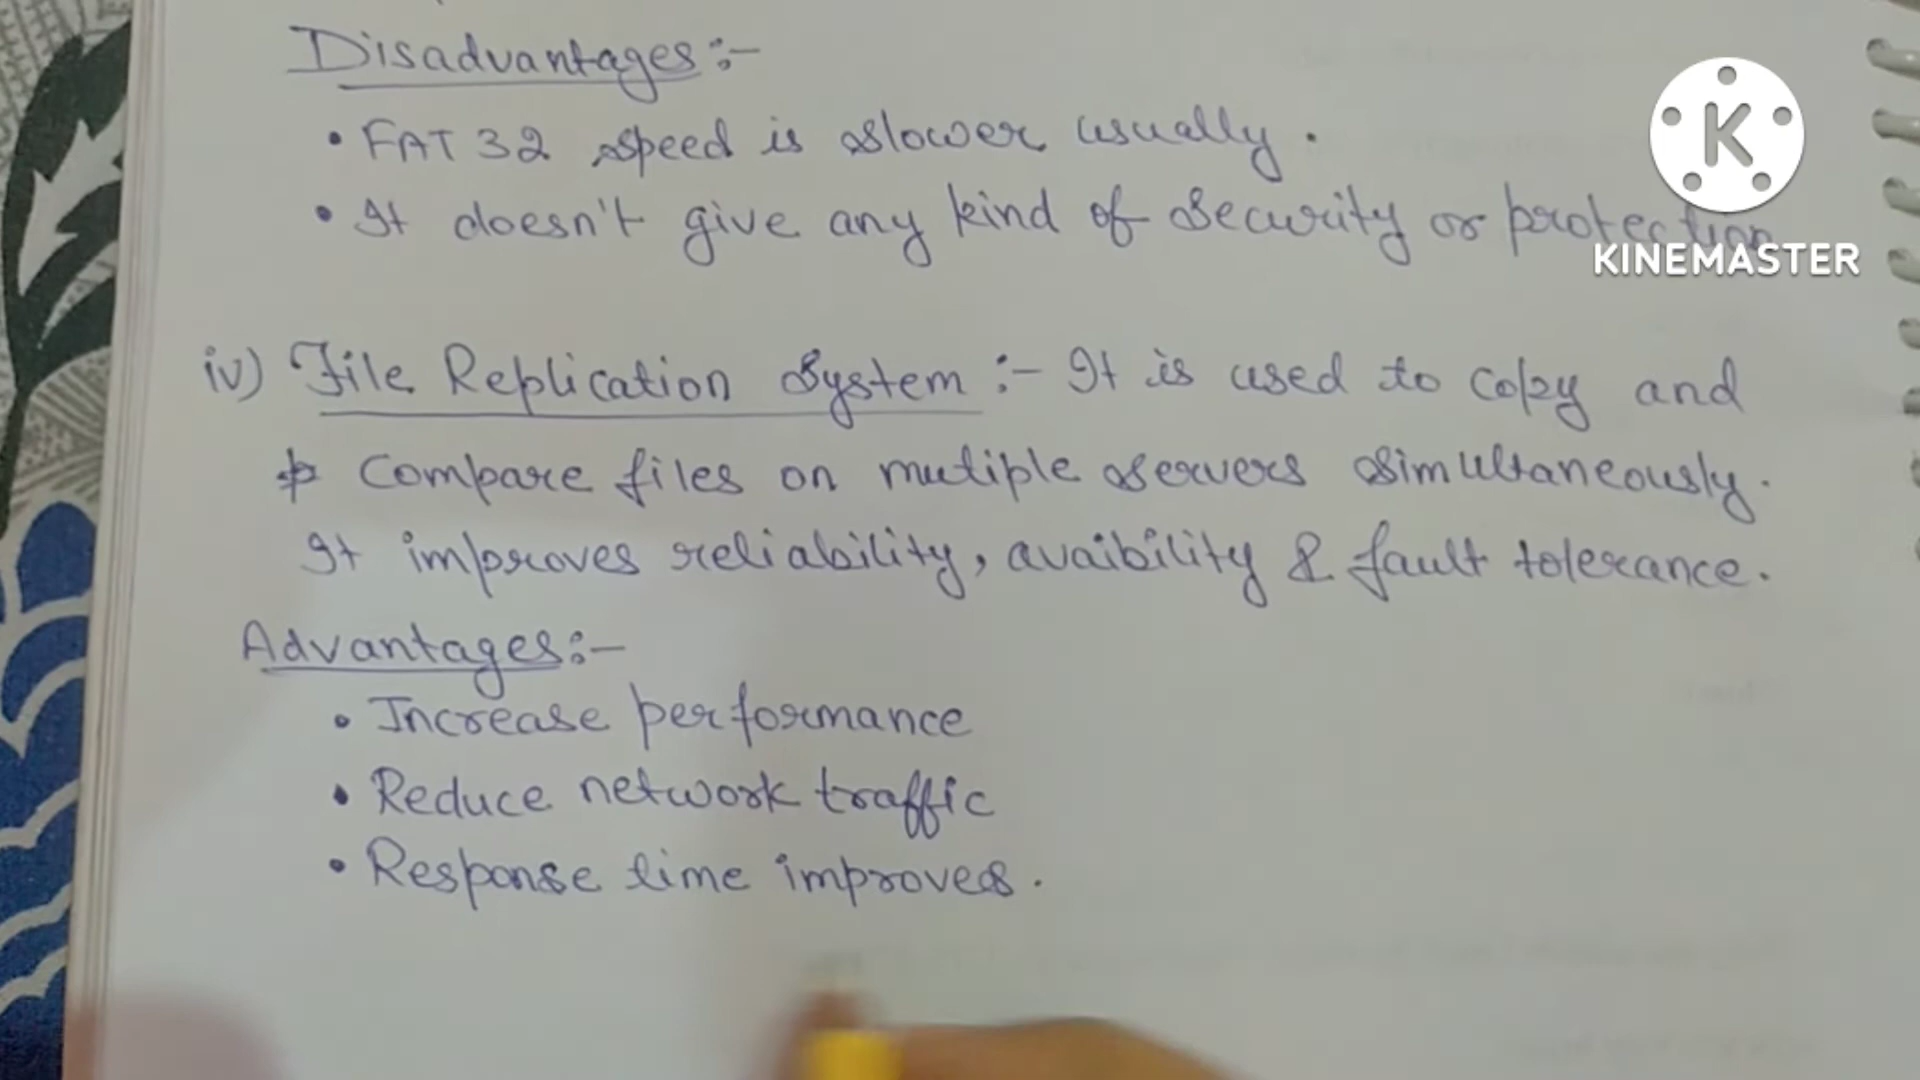 Disadvantages :-
• FAT 32 speed is slower usually.
• It doesn't give any kind of security or protection
K
KINEMASTER
iv) File Replication System :- It is used to copy and
compare files on mutiple servers simultaneously.
It improves reliability, avaibility & fault tolerance.
Advantages :-
• Increase performance
• Reduce network traffic
• Response time improves.